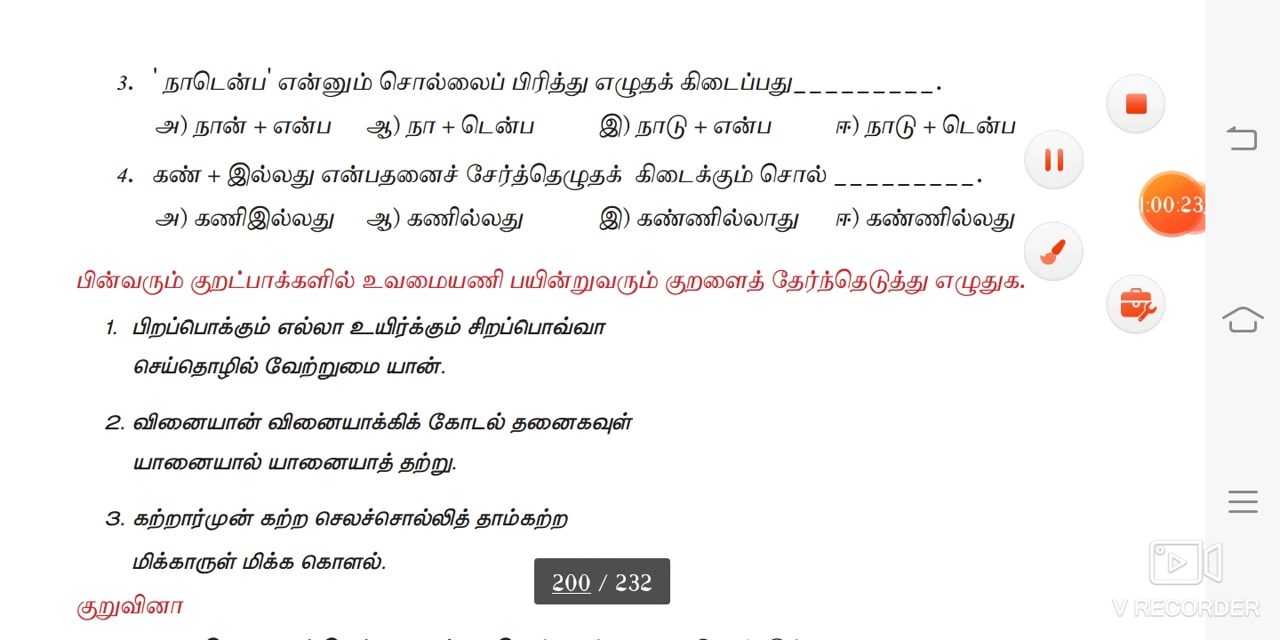 3. 'நாடென்ப' என்னும் சொல்லைப் பிரித்து எழுதக் கிடைப்பது_________.
அ) நான் + என்ப ஆ) நா + டென்ப இ) நாடு + என்ப ஈ) நாடு + டென்ப
4. கண் + இல்லது என்பதனைச் சேர்த்தெழுதக் கிடைக்கும் சொல் _________.
அ) கணிஇல்லது ஆ) கணில்லது இ) கண்ணில்லாது ஈ) கண்ணில்லது
1:00:23
பின்வரும் குறட்பாக்களில் உவமையணி பயின்றுவரும் குறளைத் தேர்ந்தெடுத்து எழுதுக.
1. பிறப்பொக்கும் எல்லா உயிர்க்கும் சிறப்பொவ்வா
செய்தொழில் வேற்றுமை யான்.
2. வினையான் வினையாக்கிக் கோடல் தனைகவுள்
யானையால் யானையாத் தற்று.
3. கற்றார்முன் கற்ற செலச்சொல்லித் தாம்கற்ற
மிக்காருள் மிக்க கொளல்.
200 / 232
குறுவினா
V RECORDER